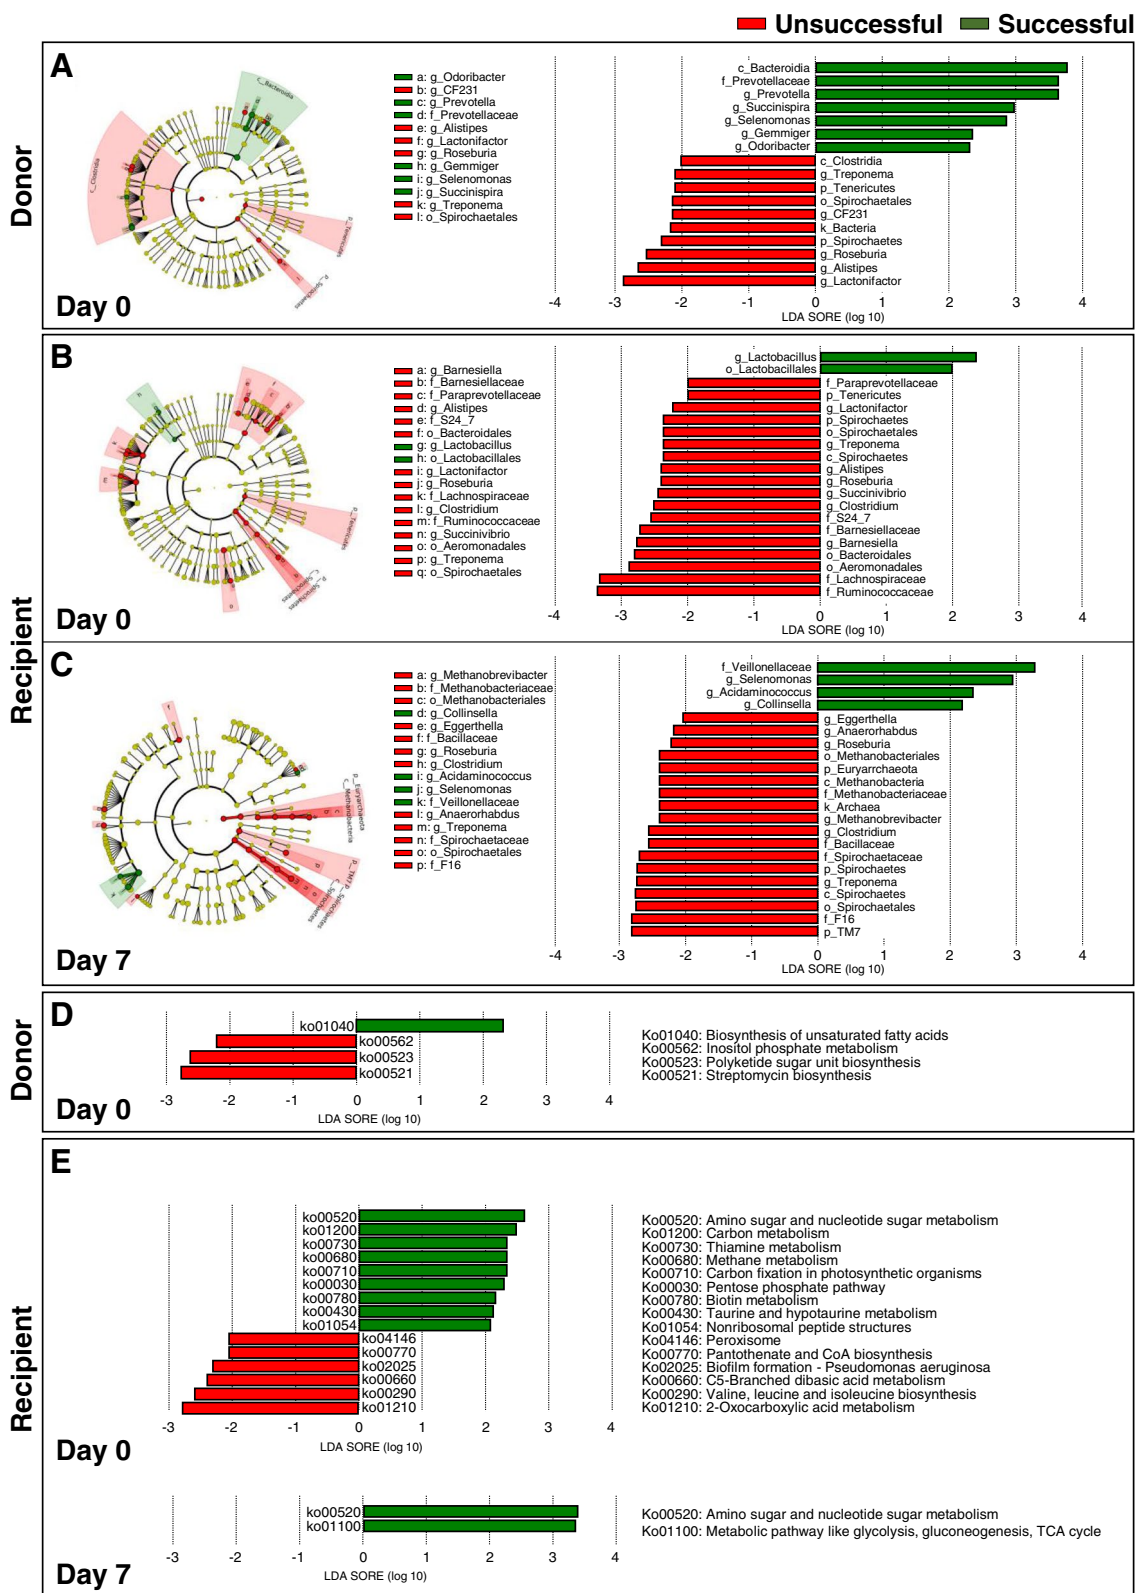 Unsuccessful Successful
Donor
A
c_Bacteroidia
c_Clostridia
p_Tenericutes
p_Spirochaetes
a: g_Odoribacter
b: g_CF231
c: g_Prevotella
d: f_Prevotellaceae
e: g_Alistipes
f: g_Lactonifactor
g: g_Roseburia
h: g_Gemmiger
i: g_Selenomonas
j: g_Succinispira
k: g_Treponema
l: o_Spirochaetales
c_Bacteroidia
f_Prevotellaceae
g_Prevotella
g_Succinispira
g_Selenomonas
g_Gemmiger
g_Odoribacter
c_Clostridia
g_Treponema
p_Tenericutes
o_Spirochaetales
g_CF231
k_Bacteria
p_Spirochaetes
g_Roseburia
g_Alistipes
g_Lactonifactor
-4 -3 -2 -1 0 1 2 3 4
LDA SORE (log 10)
Day 0
Recipient
B
p_Tenericutes
c_Spirochaetes
p_Spirochaetes
a: g_Barnesiella
b: f_Barnesiellaceae
c: f_Paraprevotellaceae
d: g_Alistipes
e: f_S24_7
f: o_Bacteroidales
g: g_Lactobacillus
h: o_Lactobacillales
i: g_Lactonifactor
j: g_Roseburia
k: f_Lachnospiraceae
l: g_Clostridium
m: f_Ruminococcaceae
n: g_Succinivibrio
o: o_Aeromonadales
p: g_Treponema
q: o_Spirochaetales
g_Lactobacillus
o_Lactobacillales
f_Paraprevotellaceae
p_Tenericutes
g_Lactonifactor
p_Spirochaetes
o_Spirochaetales
g_Treponema
c_Spirochaetes
g_Alistipes
g_Roseburia
g_Succinivibrio
g_Clostridium
f_S24_7
f_Barnesiellaceae
g_Barnesiella
o_Bacteroidales
o_Aeromonadales
f_Lachnospiraceae
f_Ruminococcaceae
-4 -3 -2 -1 0 1 2 3 4
LDA SORE (log 10)
Day 0
C
p_Euryarchaeota
c_Methanobacteria
p_TM7
p_Spirochaetes
c_Spirochaetes
a: g_Methanobrevibacter
b: f_Methanobacteriaceae
c: o_Methanobacteriales
d: g_Collinsella
e: g_Eggerthella
f: f_Bacillaceae
g: g_Roseburia
h: g_Clostridium
i: g_Acidaminococcus
j: g_Selenomonas
k: f_Veillonellaceae
l: g_Anaerorhabdus
m: g_Treponema
n: f_Spirochaetaceae
o: o_Spirochaetales
p: f_F16
f_Veillonellaceae
g_Selenomonas
g_Acidaminococcus
g_Collinsella
g_Eggerthella
g_Anaerorhabdus
g_Roseburia
o_Methanobacteriales
p_Euryarchaeota
c_Methanobacteria
f_Methanobacteriaceae
k_Archaea
g_Methanobrevibacter
g_Clostridium
f_Bacillaceae
f_Spirochaetaceae
p_Spirochaetes
g_Treponema
c_Spirochaetes
o_Spirochaetales
f_F16
p_TM7
-4 -3 -2 -1 0 1 2 3 4
LDA SORE (log 10)
Day 7
Donor
D
ko01040
ko00562
ko00523
ko00521
Ko01040: Biosynthesis of unsaturated fatty acids
Ko00562: Inositol phosphate metabolism
Ko00523: Polyketide sugar unit biosynthesis
Ko00521: Streptomycin biosynthesis
-3 -2 -1 0 1 2 3 4
LDA SORE (log 10)
Day 0
Recipient
E
ko00520
ko01200
ko00730
ko00680
ko00710
ko00030
ko00780
ko00430
ko01054
ko04146
ko00770
ko02025
ko00660
ko00290
ko01210
Ko00520: Amino sugar and nucleotide sugar metabolism
Ko01200: Carbon metabolism
Ko00730: Thiamine metabolism
Ko00680: Methane metabolism
Ko00710: Carbon fixation in photosynthetic organisms
Ko00030: Pentose phosphate pathway
Ko00780: Biotin metabolism
Ko00430: Taurine and hypotaurine metabolism
Ko01054: Nonribosomal peptide structures
Ko04146: Peroxisome
Ko00770: Pantothenate and CoA biosynthesis
Ko02025: Biofilm formation - Pseudomonas aeruginosa
Ko00660: C5-Branched dibasic acid metabolism
Ko00290: Valine, leucine and isoleucine biosynthesis
Ko01210: 2-Oxocarboxylic acid metabolism
-3 -2 -1 0 1 2 3 4
LDA SORE (log 10)
Day 0
ko00520
ko01100
Ko00520: Amino sugar and nucleotide sugar metabolism
Ko01100: Metabolic pathway like glycolysis, gluconeogenesis, TCA cycle
-3 -2 -1 0 1 2 3 4
LDA SORE (log 10)
Day 7